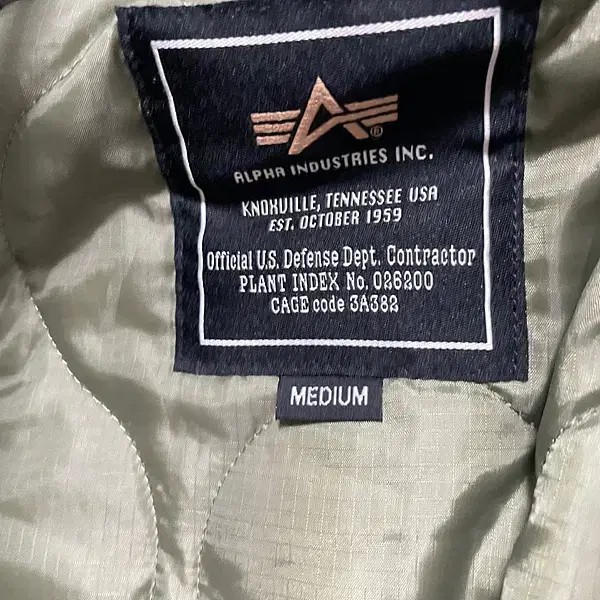 ®
ALPHA INDUSTRIES INC.
KNOXVILLE, TENNESSEE USA
EST. OCTOBER 1959
Official U.S. Defense Dept. Contractor
PLANT INDEX No. 026200
CAGE code 3A382
MEDIUM